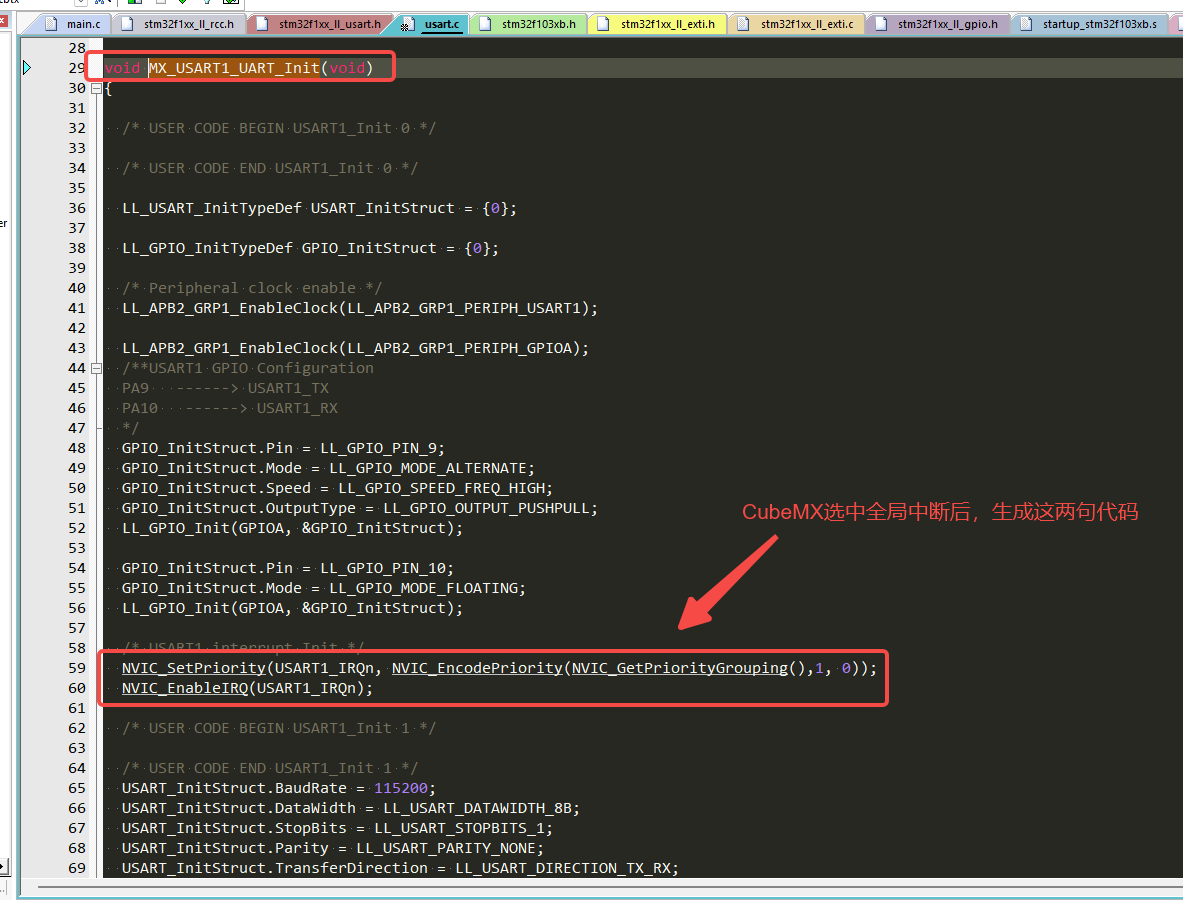 main.c stm32f1xx_ll_rcc.h stm32f1xx_ll_usart.h usart.c stm32f103xb.h stm32f1xx_ll_exti.h stm32f1xx_ll_exti.c stm32f1xx_ll_gpio.h startup_stm32f103xb.s
28
29 void MX_USART1_UART_Init(void)
30 {
31
32 /* USER CODE BEGIN USART1_Init 0 */
33
34 /* USER CODE END USART1_Init 0 */
35
36 LL_USART_InitTypeDef USART_InitStruct = {0};
37
38 LL_GPIO_InitTypeDef GPIO_InitStruct = {0};
39
40 /* Peripheral clock enable */
41 LL_APB2_GRP1_EnableClock(LL_APB2_GRP1_PERIPH_USART1);
42
43 LL_APB2_GRP1_EnableClock(LL_APB2_GRP1_PERIPH_GPIOA);
44 /**USART1 GPIO Configuration
45 PA9 ------> USART1_TX
46 PA10 ------> USART1_RX
47 */
48 GPIO_InitStruct.Pin = LL_GPIO_PIN_9;
49 GPIO_InitStruct.Mode = LL_GPIO_MODE_ALTERNATE;
50 GPIO_InitStruct.Speed = LL_GPIO_SPEED_FREQ_HIGH;
51 GPIO_InitStruct.OutputType = LL_GPIO_OUTPUT_PUSHPULL;
CubeMX选中全局中断后，生成这两句代码
52 LL_GPIO_Init(GPIOA, &GPIO_InitStruct);
53
54 GPIO_InitStruct.Pin = LL_GPIO_PIN_10;
55 GPIO_InitStruct.Mode = LL_GPIO_MODE_FLOATING;
56 LL_GPIO_Init(GPIOA, &GPIO_InitStruct);
57
58 /* USART1 interrupt Init */
59 NVIC_SetPriority(USART1_IRQn, NVIC_EncodePriority(NVIC_GetPriorityGrouping(),1, 0));
60 NVIC_EnableIRQ(USART1_IRQn);
61
62 /* USER CODE BEGIN USART1_Init 1 */
63
64 /* USER CODE END USART1_Init 1 */
65 USART_InitStruct.BaudRate = 115200;
66 USART_InitStruct.DataWidth = LL_USART_DATAWIDTH_8B;
67 USART_InitStruct.StopBits = LL_USART_STOPBITS_1;
68 USART_InitStruct.Parity = LL_USART_PARITY_NONE;
69 USART_InitStruct.TransferDirection = LL_USART_DIRECTION_TX_RX;